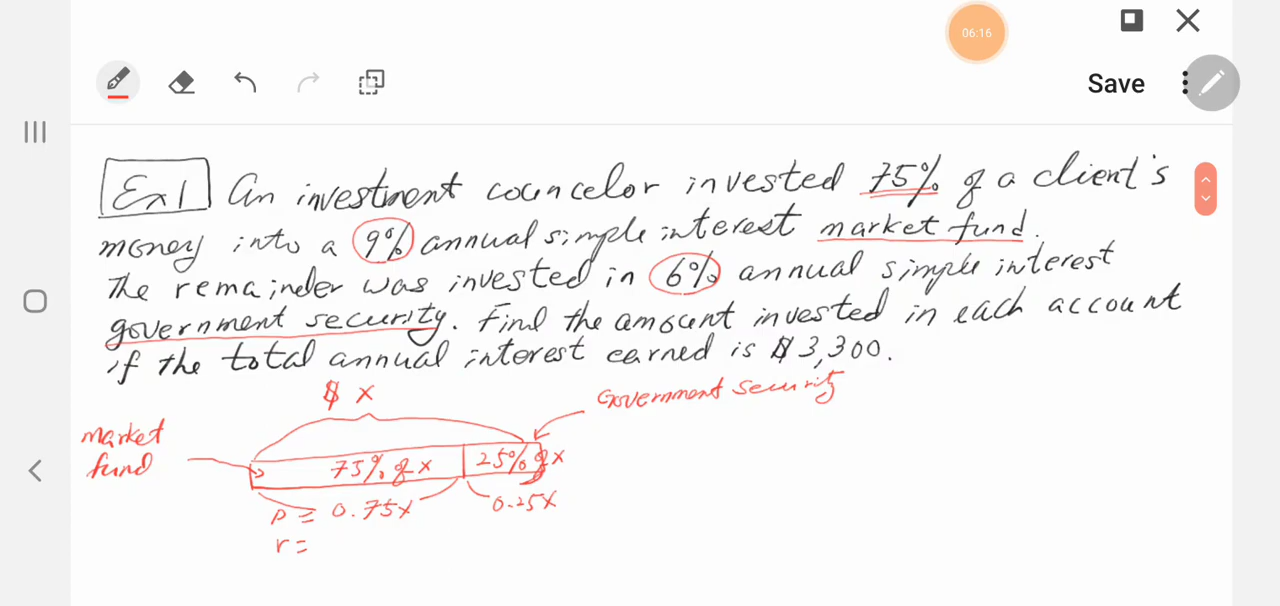 06:16
Save
Ex1 An investment councelor invested 75% of a client's
money into a 9% annual simple interest market fund.
The remainder was invested in 6% annual simple interest
government security. Find the amount invested in each account
if the total annual interest earned is $3,300.
$ x
Government security
market
fund
75% of x 25% of x
P = 0.75x 0.25x
r =